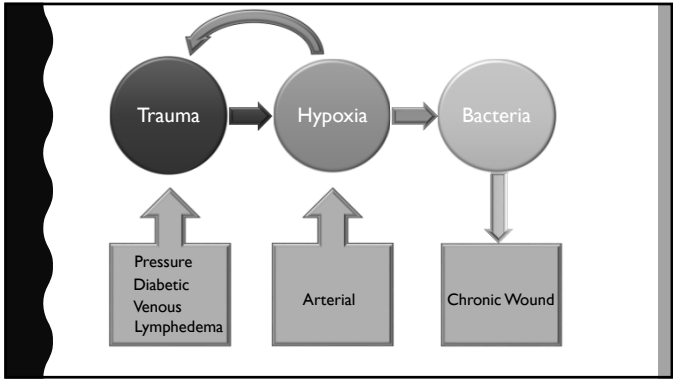 Trauma
Hypoxia
Bacteria
Pressure
Diabetic
Venous
Lymphedema
Arterial
Chronic Wound